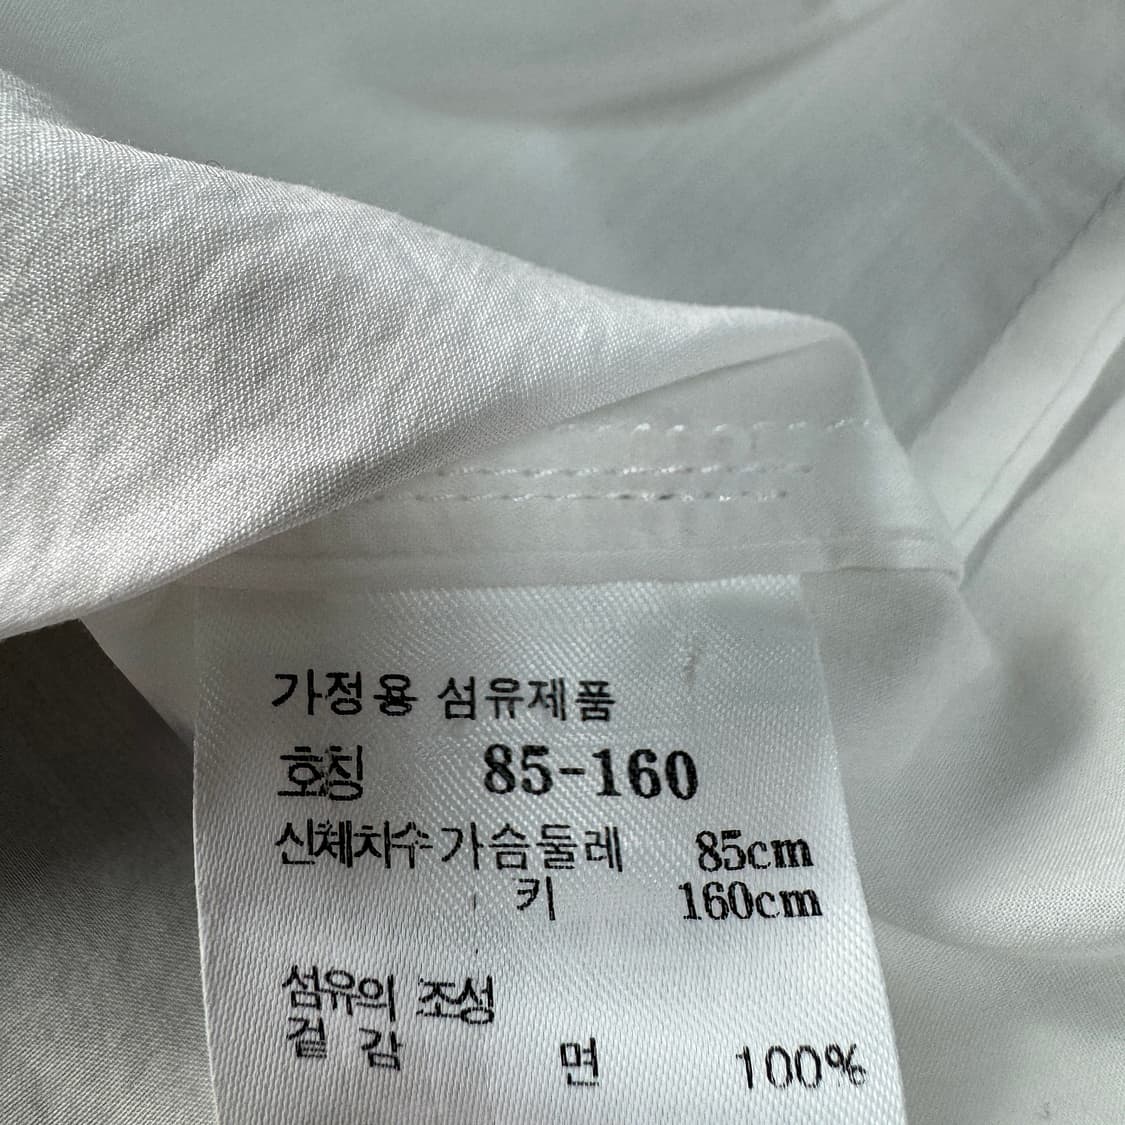 가정용 섬유제품
호칭 85-160
신체치수 가슴둘레 85cm
키 160cm
섬유의 조성
겉 감 면 100%